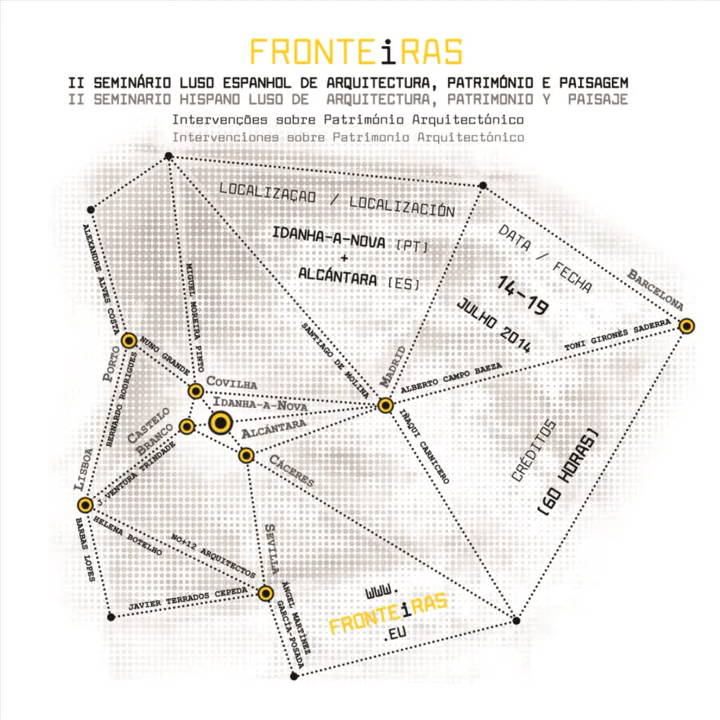 FRONTEiRAS
II SEMINÁRIO LUSO ESPANHOL DE ARQUITECTURA, PATRIMÓNIO E PAISAGEM
II SEMINARIO HISPANO LUSO DE ARQUITECTURA, PATRIMONIO Y PAISAJE
Intervenções sobre Património Arquitectónico
Intervenciones sobre Patrimonio Arquitectónico
LOCALIZAÇAO / LOCALIZACIÓN
IDANHA-A-NOVA (PT)
+
ALCÁNTARA (ES)
DATA / FECHA
14-19
JULHO 2014
BARCELONA
ALEXANDRE ALVES COSTA
MIGUEL MOREIRA PINTO
SANTIAGO DE MOLINA
MADRID
TONI GIRONÈS SADERRA
ALBERTO CAMPO BAEZA
PORTO
NUNO GRANDE
BERNARDO RODRIGUES
COVILHA
IDANHA-A-NOVA
ALCÁNTARA
CASTELO
BRANCO
CÁCERES
IÑAQUI CARNICERO
CRÉDITOS
(60 HORAS)
LISBOA
J. VENTURA TRINDADE
HELENA BOTELHO
BARBAS LOPES
NO+12 ARQUITECTOS
SEVILLA
JAVIER TERRADOS CEPEDA
ÁNGEL MARTÍNEZ
GARCÍA-POSADA
WWW.
FRONTEiRAS
.EU